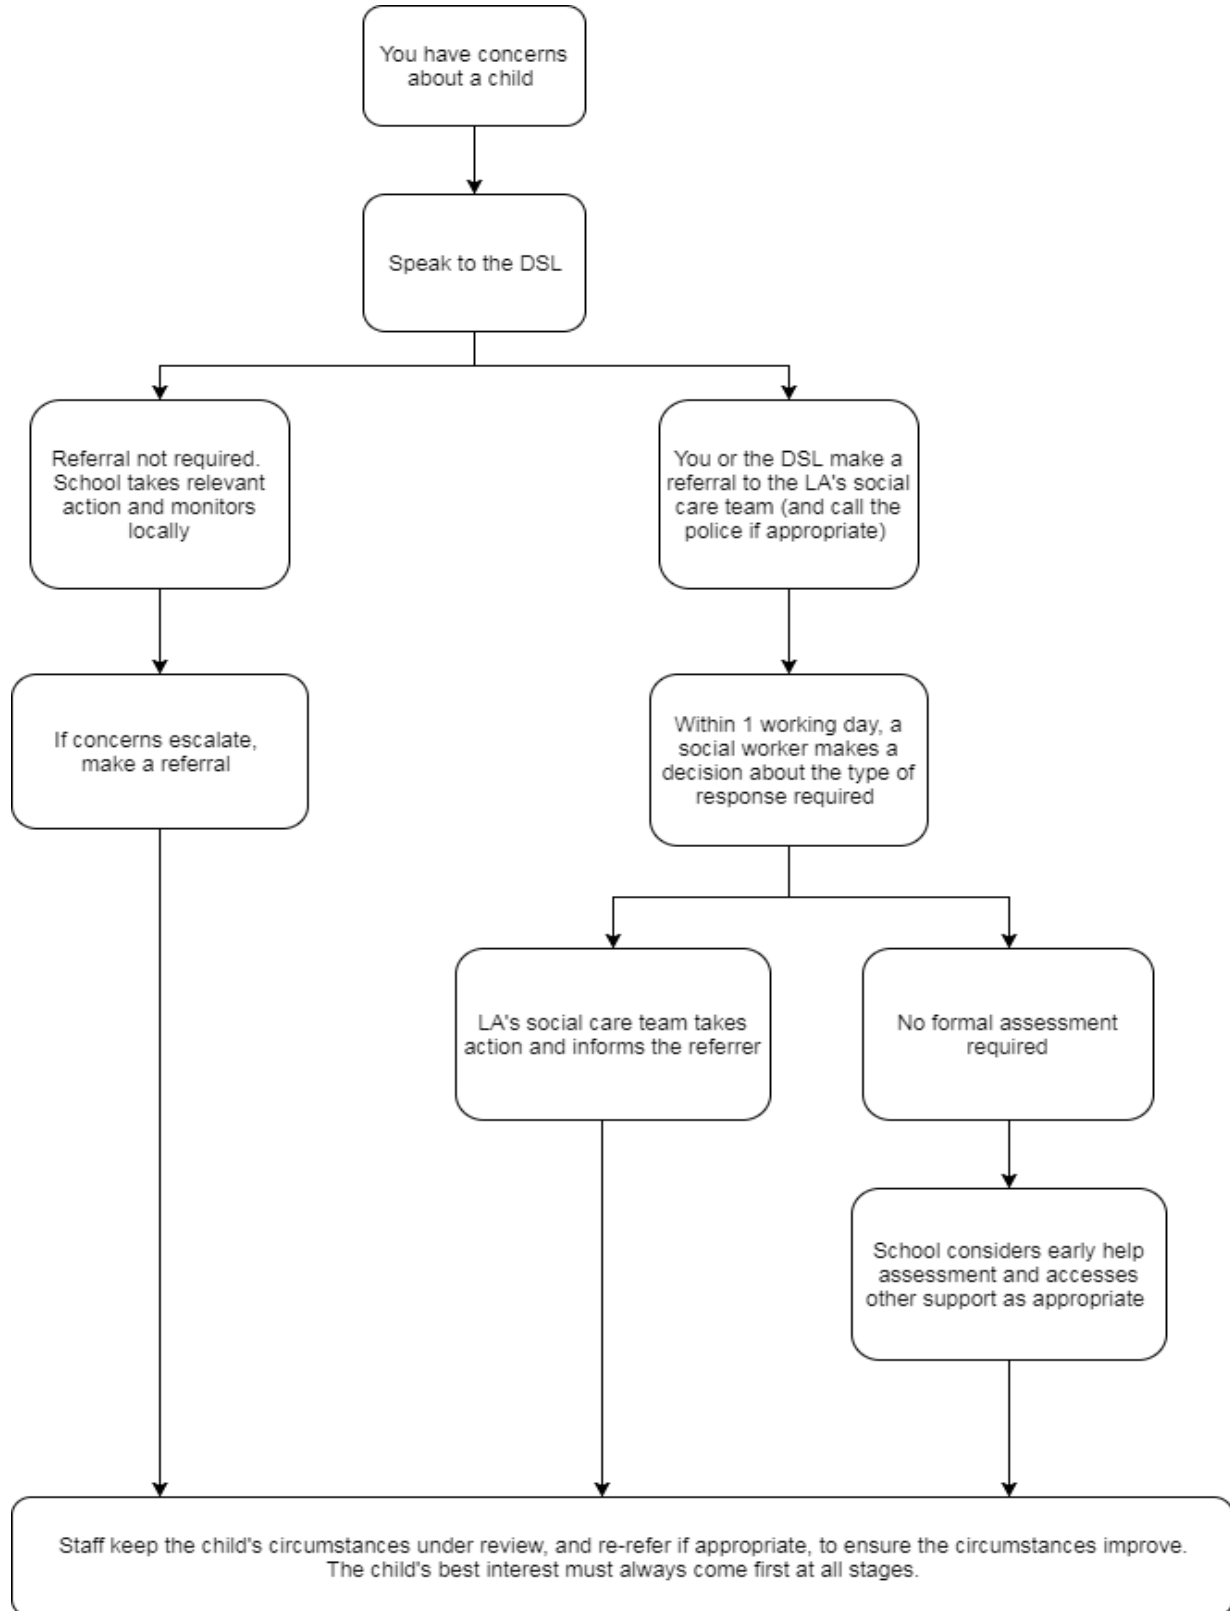 You have concerns
about a child
Speak to the DSL
Referral not required.
School takes relevant
action and monitors
locally
You or the DSL make a
referral to the LA's social
care team (and call the
police if appropriate)
If concerns escalate,
make a referral
Within 1 working day, a
social worker makes a
decision about the type of
response required
LA's social care team takes
action and informs the referrer
No formal assessment
required
School considers early help
assessment and accesses
other support as appropriate
Staff keep the child's circumstances under review, and re-refer if appropriate, to ensure the circumstances improve.
The child's best interest must always come first at all stages.